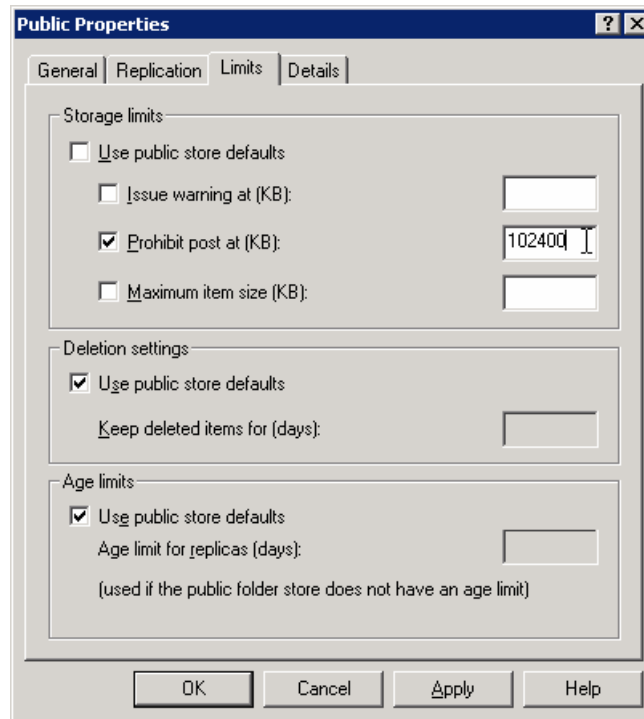 Public Properties
General Replication Limits Details
Storage limits
Use public store defaults
Issue warning at (KB):
Prohibit post at (KB): 102400
Maximum item size (KB):
Deletion settings
Use public store defaults
Keep deleted items for (days):
Age limits
Use public store defaults
Age limit for replicas (days):
(used if the public folder store does not have an age limit)
OK Cancel Apply Help